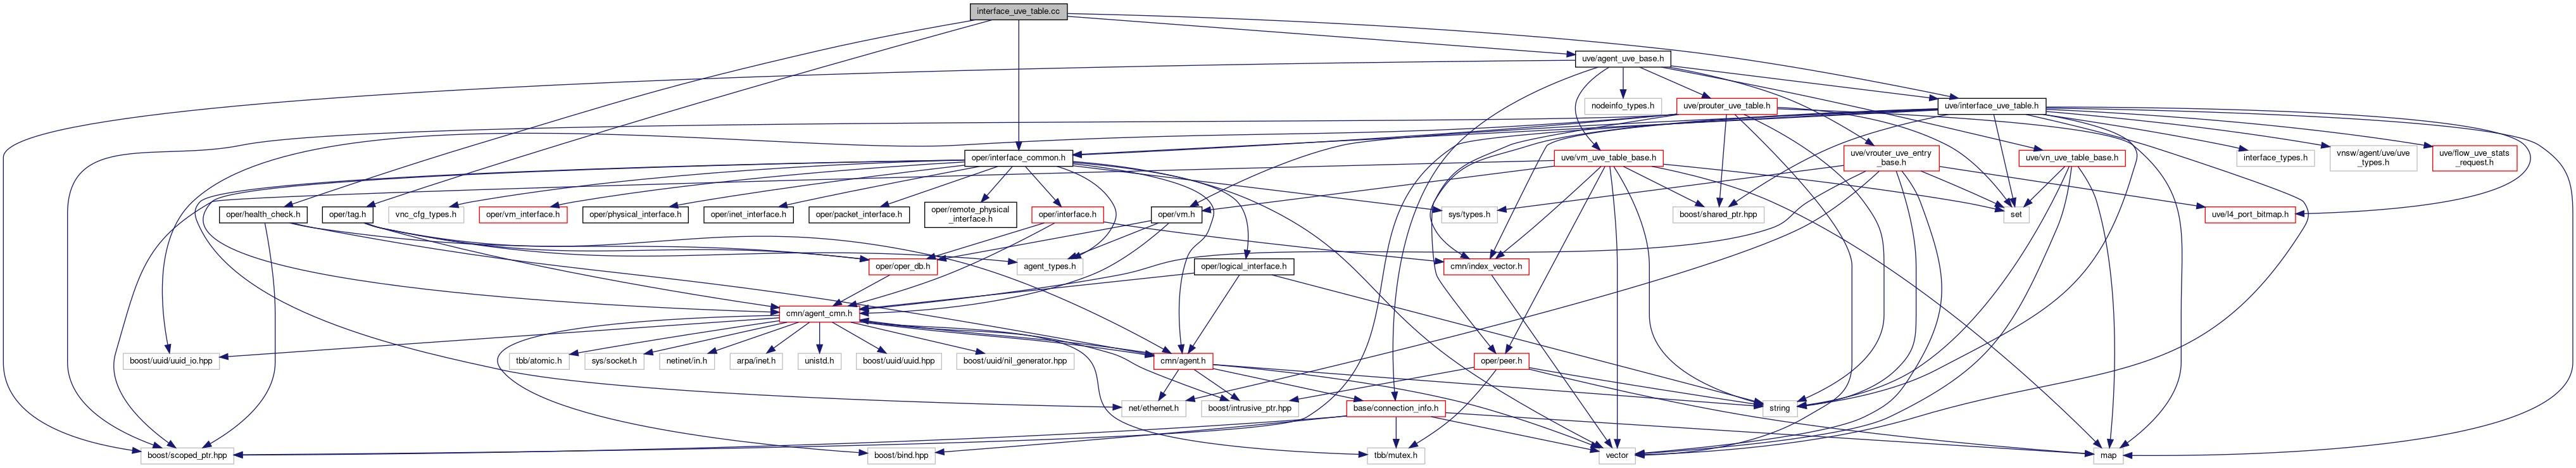 interface_uve_table.cc
uve/agent_uve_base.h
nodeinfo_types.h
uve/prouter_uve_table.h
uve/interface_uve_table.h
oper/interface_common.h
uve/vm_uve_table_base.h
uve/vrouter_uve_entry
_base.h
uve/vn_uve_table_base.h
interface_types.h
vnsw/agent/uve/uve
_types.h
uve/flow_uve_stats
_request.h
oper/health_check.h
oper/tag.h
vnc_cfg_types.h
oper/vm_interface.h
oper/physical_interface.h
oper/inet_interface.h
oper/packet_interface.h
oper/remote_physical
_interface.h
oper/interface.h
oper/vm.h
sys/types.h
boost/shared_ptr.hpp
set
uve/l4_port_bitmap.h
oper/oper_db.h
agent_types.h
oper/logical_interface.h
cmn/index_vector.h
cmn/agent_cmn.h
boost/uuid/uuid_io.hpp
tbb/atomic.h
sys/socket.h
netinet/in.h
arpa/inet.h
unistd.h
boost/uuid/uuid.hpp
boost/uuid/nil_generator.hpp
cmn/agent.h
oper/peer.h
net/ethernet.h
boost/intrusive_ptr.hpp
base/connection_info.h
string
boost/scoped_ptr.hpp
boost/bind.hpp
tbb/mutex.h
vector
map